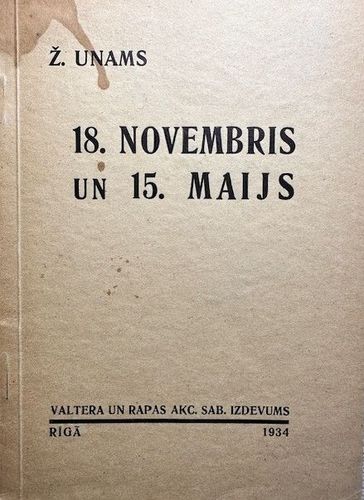 Ž. UNAMS
18. NOVEMBRIS
UN 15. MAIJS
VALTERA UN RAPAS AKC. SAB. IZDEVUMS
RĪGĀ 1934